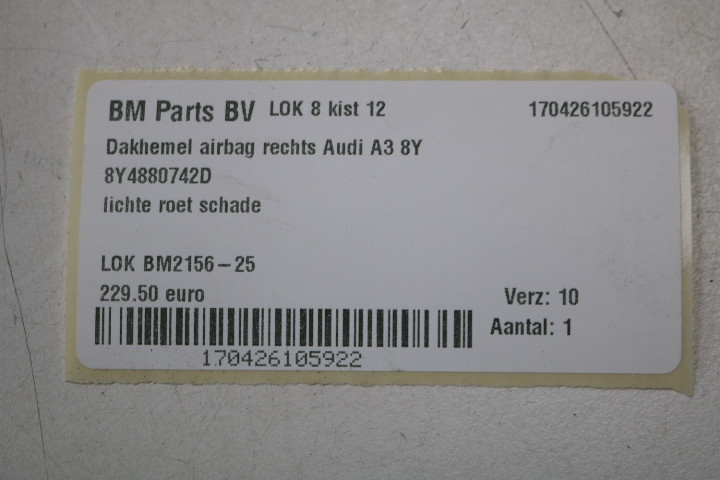 BM Parts BV LOK 8 kist 12 170426105922
Dakhemel airbag rechts Audi A3 8Y
8Y4880742D
lichte roet schade
LOK BM2156-25
229.50 euro Verz: 10
Aantal: 1
170426105922